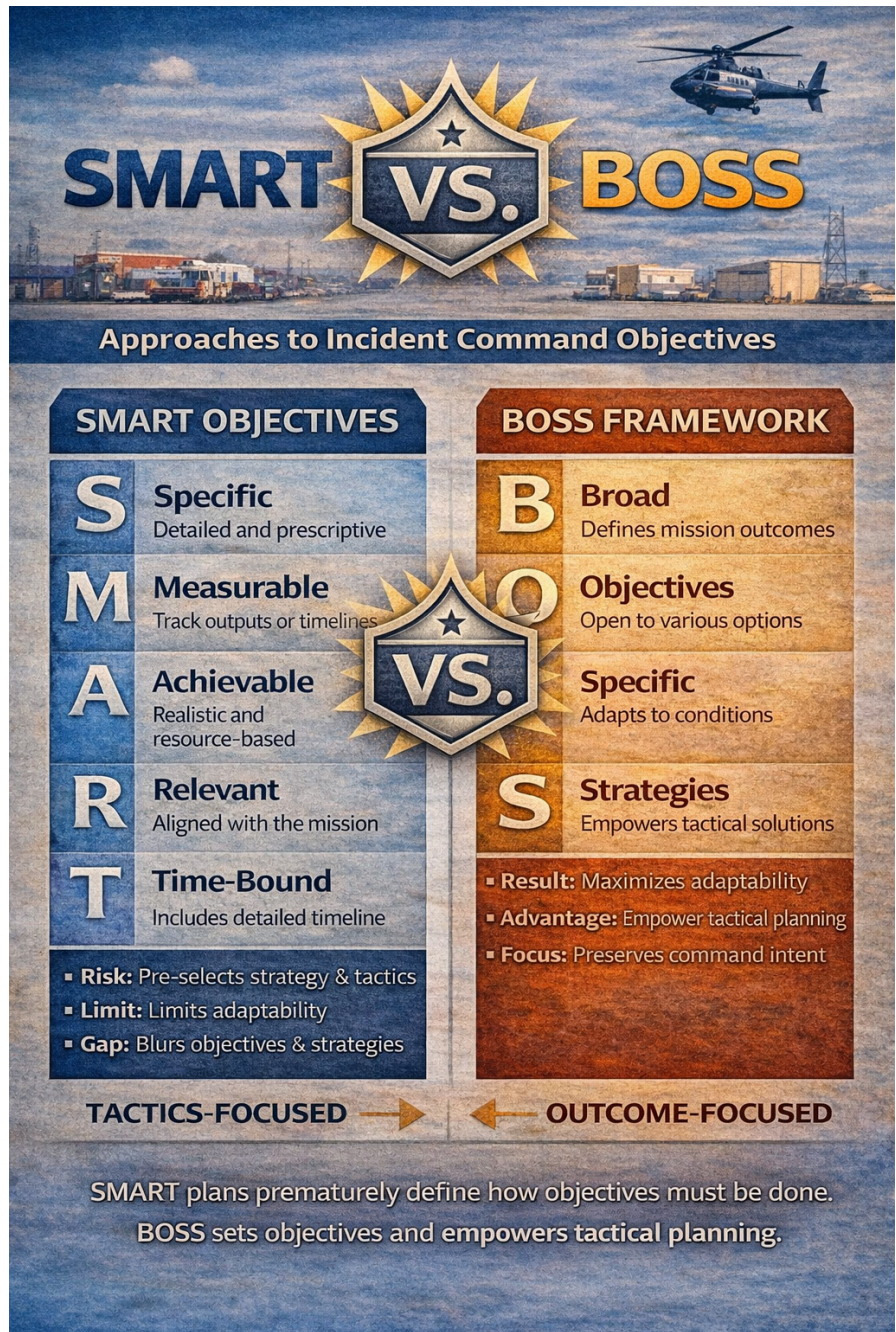 SMART VS. BOSS
Approaches to Incident Command Objectives
SMART OBJECTIVES
S
Specific
Detailed and prescriptive
M
Measurable
Track outputs or timelines
A
Achievable
Realistic and
resource-based
R
Relevant
Aligned with the mission
T
Time-Bound
Includes detailed timeline
▪ Risk: Pre-selects strategy & tactics
▪ Limit: Limits adaptability
▪ Gap: Blurs objectives & strategies
VS.
BOSS FRAMEWORK
B
Broad
Defines mission outcomes
O
Objectives
Open to various options
Specific
Adapts to conditions
S
Strategies
Empowers tactical solutions
▪ Result: Maximizes adaptability
▪ Advantage: Empower tactical planning
▪ Focus: Preserves command intent
TACTICS-FOCUSED
OUTCOME-FOCUSED
SMART plans prematurely define how objectives must be done.
BOSS sets objectives and empowers tactical planning.